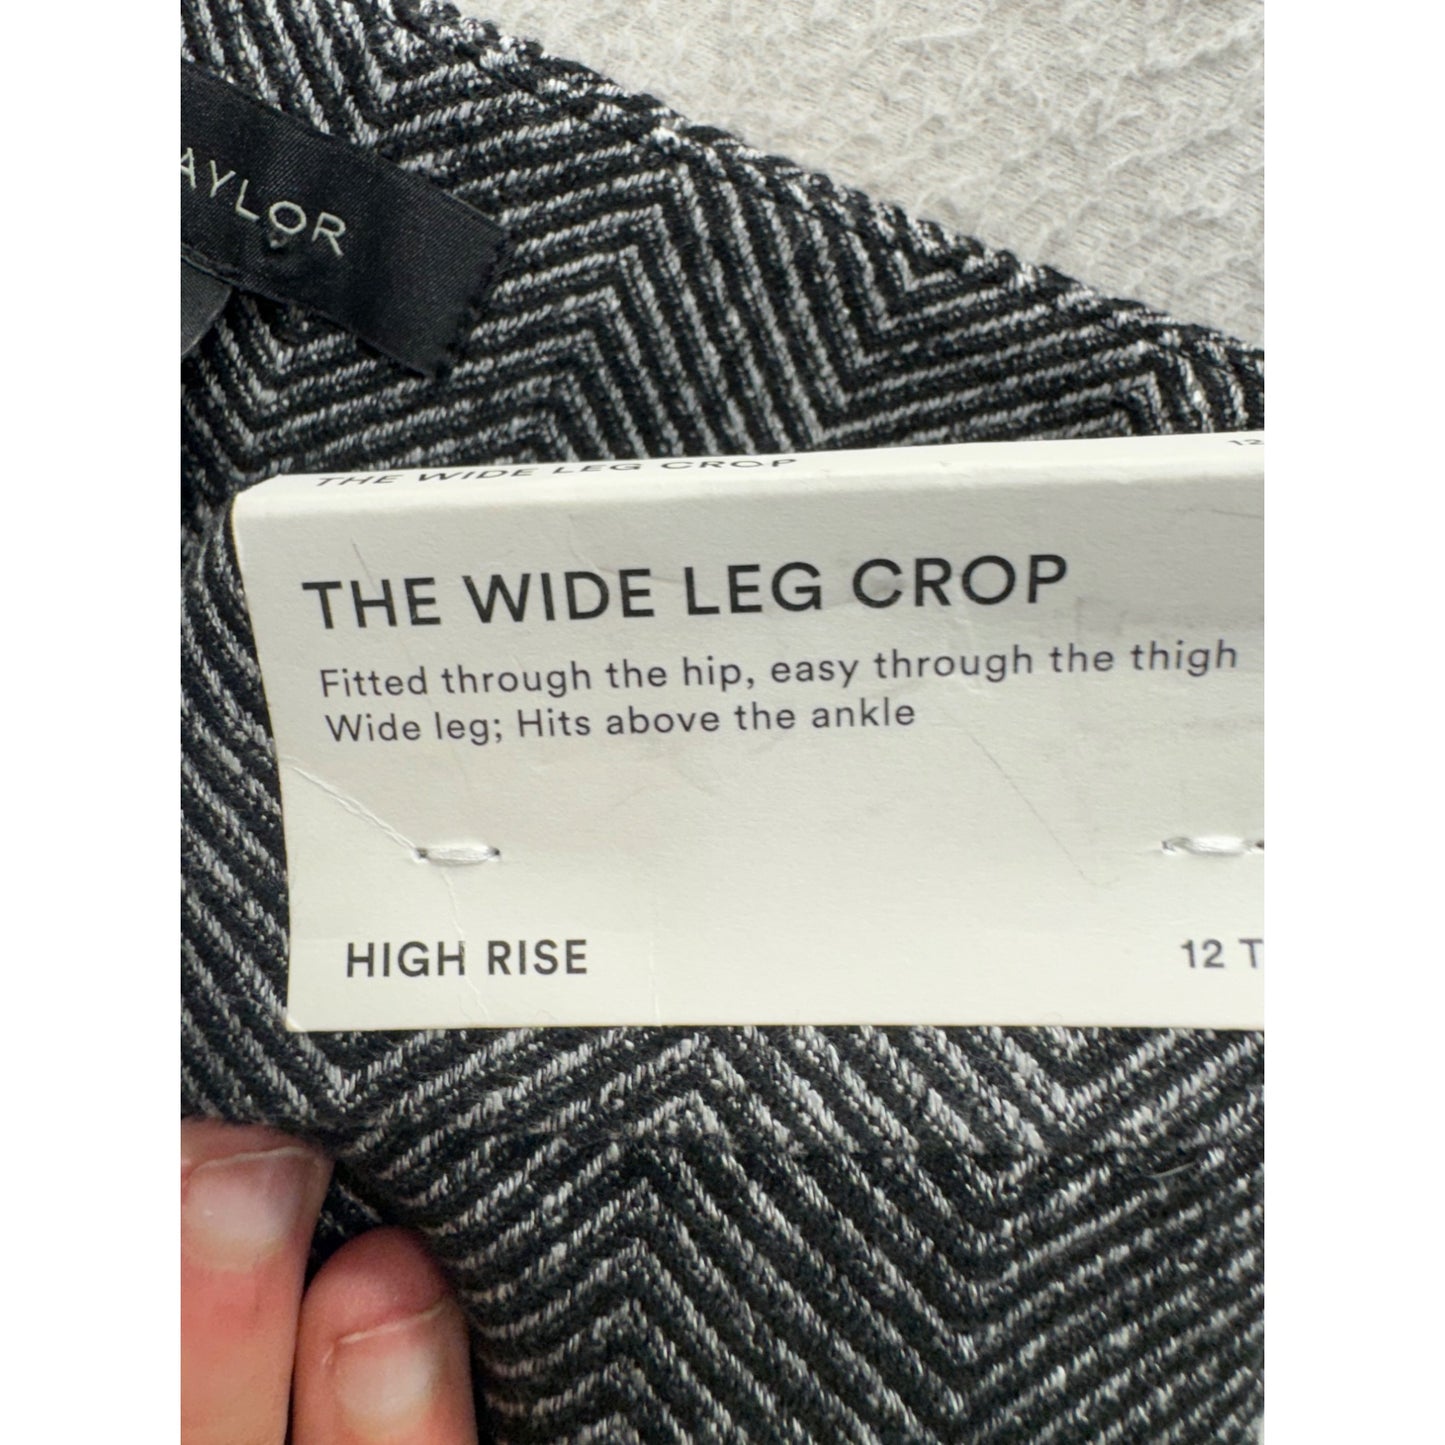 AYLOR
THE WIDE LEG CROP 12
THE WIDE LEG CROP
Fitted through the hip, easy through the thigh
Wide leg; Hits above the ankle
HIGH RISE 12 T